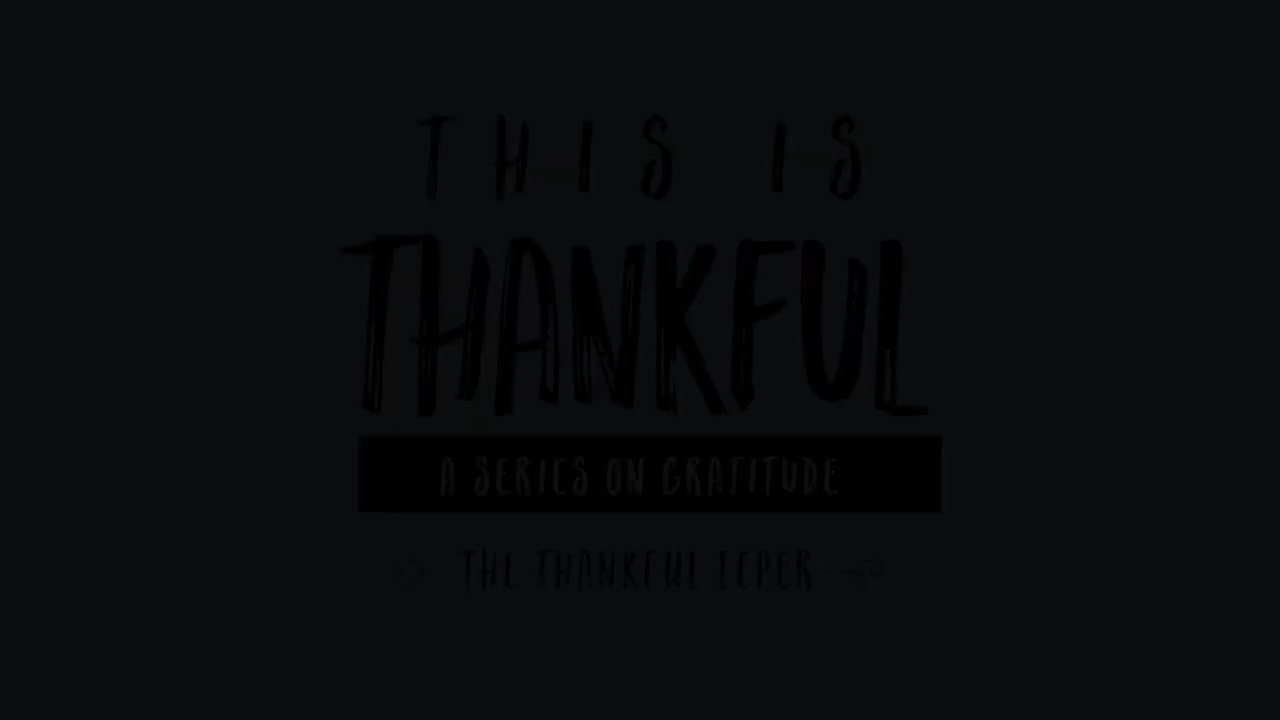 THIS IS
THANKFUL
A SERIES ON GRATITUDE
THE THANKFUL LEPER